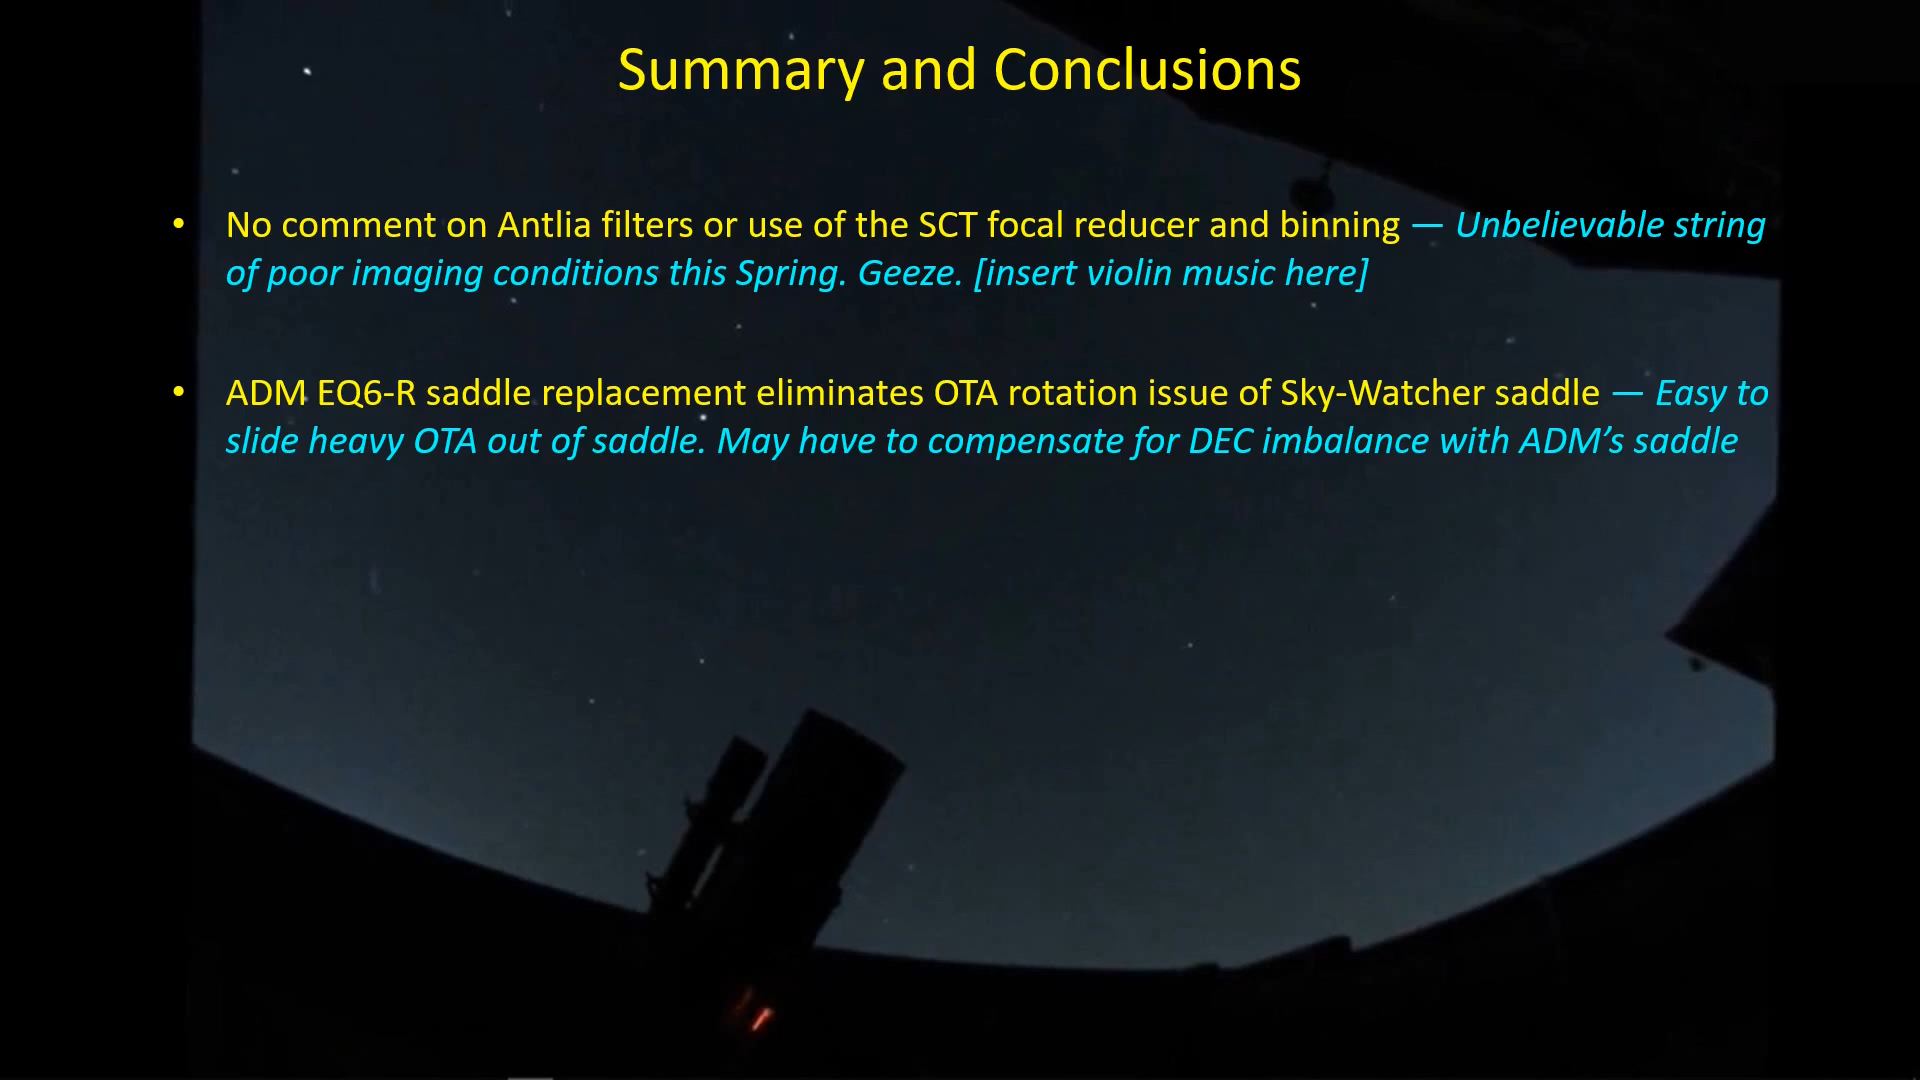 Summary and Conclusions
• No comment on Antlia filters or use of the SCT focal reducer and binning — Unbelievable string
of poor imaging conditions this Spring. Geeze. [insert violin music here]
• ADM EQ6-R saddle replacement eliminates OTA rotation issue of Sky-Watcher saddle — Easy to
slide heavy OTA out of saddle. May have to compensate for DEC imbalance with ADM’s saddle